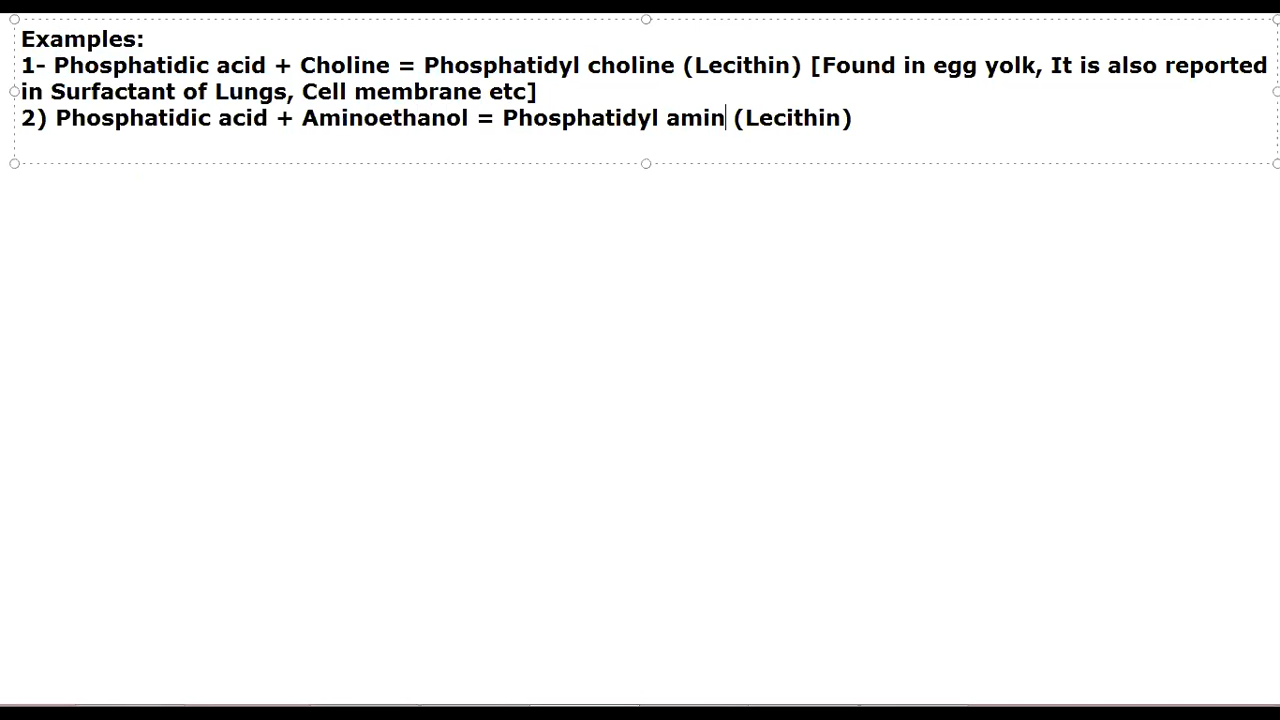 Examples:
1- Phosphatidic acid + Choline = Phosphatidyl choline (Lecithin) [Found in egg yolk, It is also reported
in Surfactant of Lungs, Cell membrane etc]
2) Phosphatidic acid + Aminoethanol = Phosphatidyl amin (Lecithin)